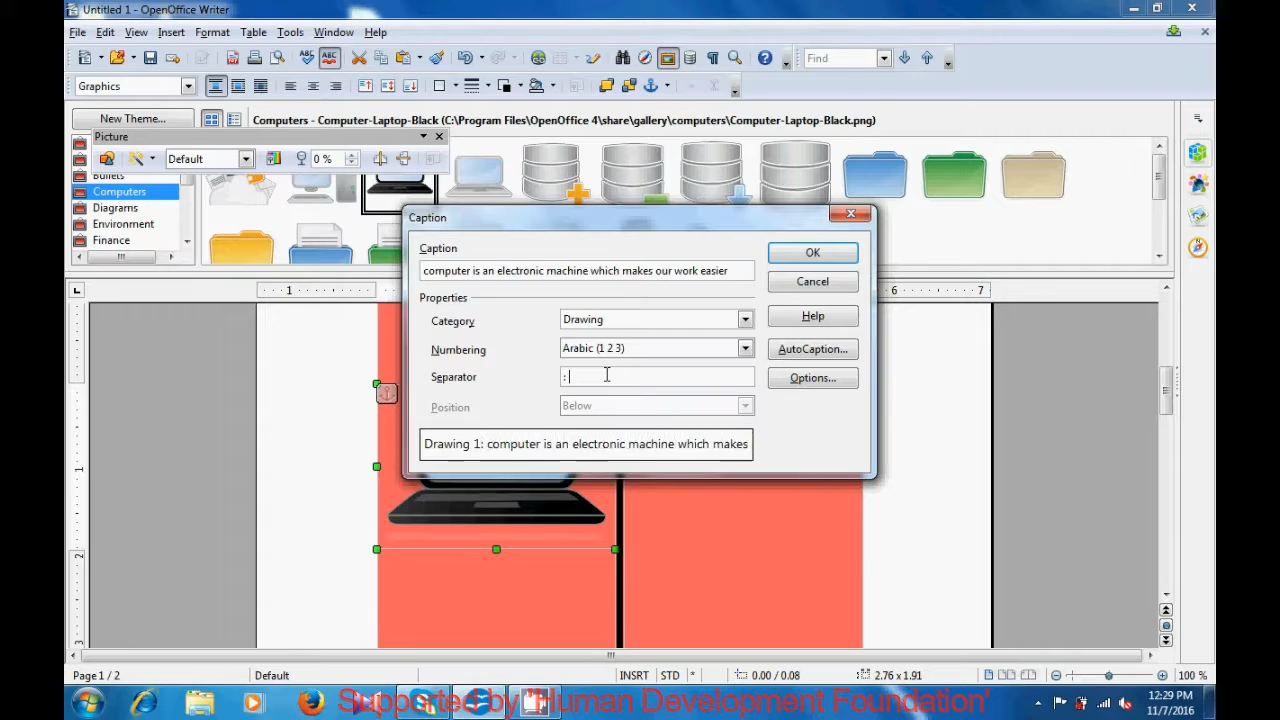 Untitled 1 - OpenOffice Writer
File Edit View Insert Format Table Tools Window Help
Find
Graphics
New Theme...
Computers - Computer-Laptop-Black (C:\Program Files\OpenOffice 4\share\gallery\computers\Computer-Laptop-Black.png)
Picture
Default
0 %
Bullets
Computers
Diagrams
Environment
Finance
Caption
Caption
computer is an electronic machine which makes our work easier
OK
Cancel
Properties
Category
Drawing
Help
Numbering
Arabic (1 2 3)
AutoCaption...
Separator
:
Options...
Position
Below
Drawing 1: computer is an electronic machine which makes
1
6
7
1
2
3
Page 1 / 2
Default
INSRT
STD
*
0.00 / 0.08
2.76 x 1.91
100 %
Supported by 'Human Development Foundation'
12:29 PM
11/7/2016